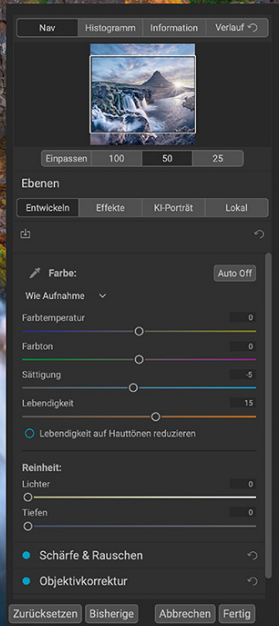 Nav Histogramm Information Verlauf
Einpassen 100 50 25
Ebenen
Entwickeln Effekte KI-Porträt Lokal
Farbe: Auto Off
Wie Aufnahme
Farbtemperatur 0
Farbton 0
Sättigung -5
Lebendigkeit 15
Lebendigkeit auf Hauttönen reduzieren
Reinheit:
Lichter 0
Tiefen 0
Schärfe & Rauschen
Objektivkorrektur
Zurücksetzen Bisherige Abbrechen Fertig